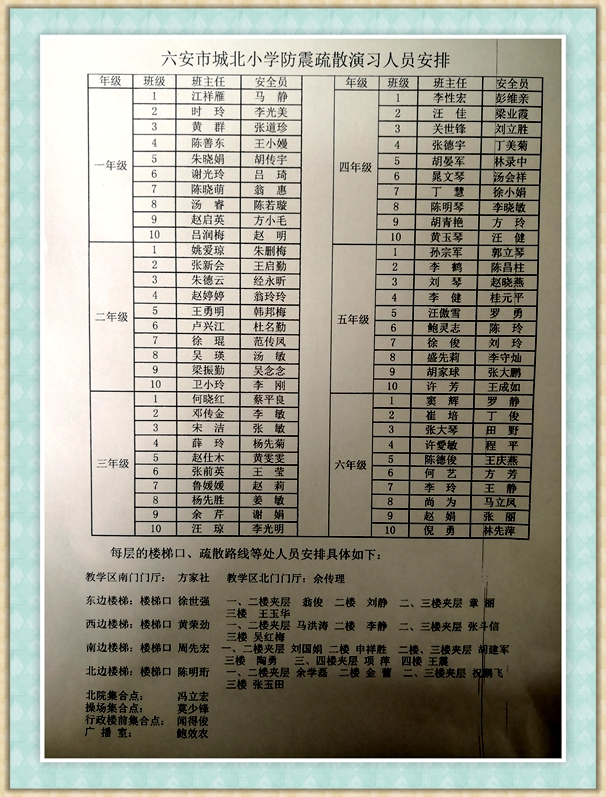 六安市城北小学防震疏散演习人员安排
年级 班级 班主任 安全员 年级 班级 班主任 安全员
一年级 1 江祥雁 马 静 四年级 1 李性宏 彭维亲
2 时 玲 李光美 2 汪 佳 梁业霞
3 黄 群 张道珍 3 关世锋 刘立胜
4 陈善东 王小嫚 4 张德宇 丁美菊
5 朱晓娟 胡传宇 5 胡晏军 林录中
6 谢光玲 吕 琦 6 晁文琴 汤会祥
7 陈晓萌 翁 惠 7 丁 慧 徐小娟
8 汤 睿 陈若璇 8 陈明琴 李晓敏
9 赵启英 方小毛 9 胡青艳 方 玲
10 吕润梅 赵 明 10 黄玉琴 汪 健
二年级 1 姚爱琼 朱删梅 五年级 1 孙宗军 郭立琴
2 张新会 王启勤 2 李 鹤 陈昌柱
3 朱德云 经永昕 3 刘 琴 赵晓燕
4 赵婷婷 翁玲玲 4 李 健 桂元平
5 王勇明 韩邦梅 5 汪傲雪 罗 勇
6 卢兴江 杜名勤 6 鲍灵志 陈 玲
7 徐 琨 范传凤 7 徐 俊 刘 玲
8 吴 瑛 汤 敏 8 盛先莉 李守灿
9 梁振勤 吴念念 9 胡家球 张大鹏
10 卫小玲 李 刚 10 许 芳 王成如
三年级 1 何晓红 蔡平良 六年级 1 窦 辉 罗 静
2 邓传金 李 敏 2 崔 培 丁 俊
3 宋 洁 张 敏 3 张大琴 田 野
4 薛 玲 杨先菊 4 许爱敏 程 平
5 赵仕木 黄雯雯 5 陈德俊 王庆燕
6 张前英 王 莹 6 何 艺 方 芳
7 鲁媛媛 赵 莉 7 李 玲 王 静
8 杨先胜 姜 敏 8 尚 为 马立凤
9 余 芹 谢 娟 9 赵 娟 张 丽
10 汪 琼 李光明 10 倪 勇 林先萍
每层的楼梯口、疏散路线等处人员安排具体如下：
教学区南门门厅： 方家社 教学区北门门厅：佘传理
东边楼梯：楼梯口 徐世强 一、二楼夹层 翁俊 二楼 刘静 二、三楼夹层 章 丽
三楼 王玉华
西边楼梯：楼梯口 黄荣劲 一、二楼夹层 马洪涛 二楼 李静 二、三楼夹层 张斗信
三楼 吴红梅
南边楼梯：楼梯口 周先宏 一、二楼夹层 刘国娟 二楼 申祥胜 二楼、三楼夹层 胡建军
三楼 陶勇 三、四楼夹层 项 萍 四楼 王震
北边楼梯：楼梯口 陈明珩 一、二楼夹层 余学磊 二楼 金 蕾 二、三楼夹层 祝鹏飞
三楼 张玉田
北院集合点： 冯立宏
操场集合点： 莫少锋
行政楼前集合点：闻得俊
广 播 室： 鲍效农